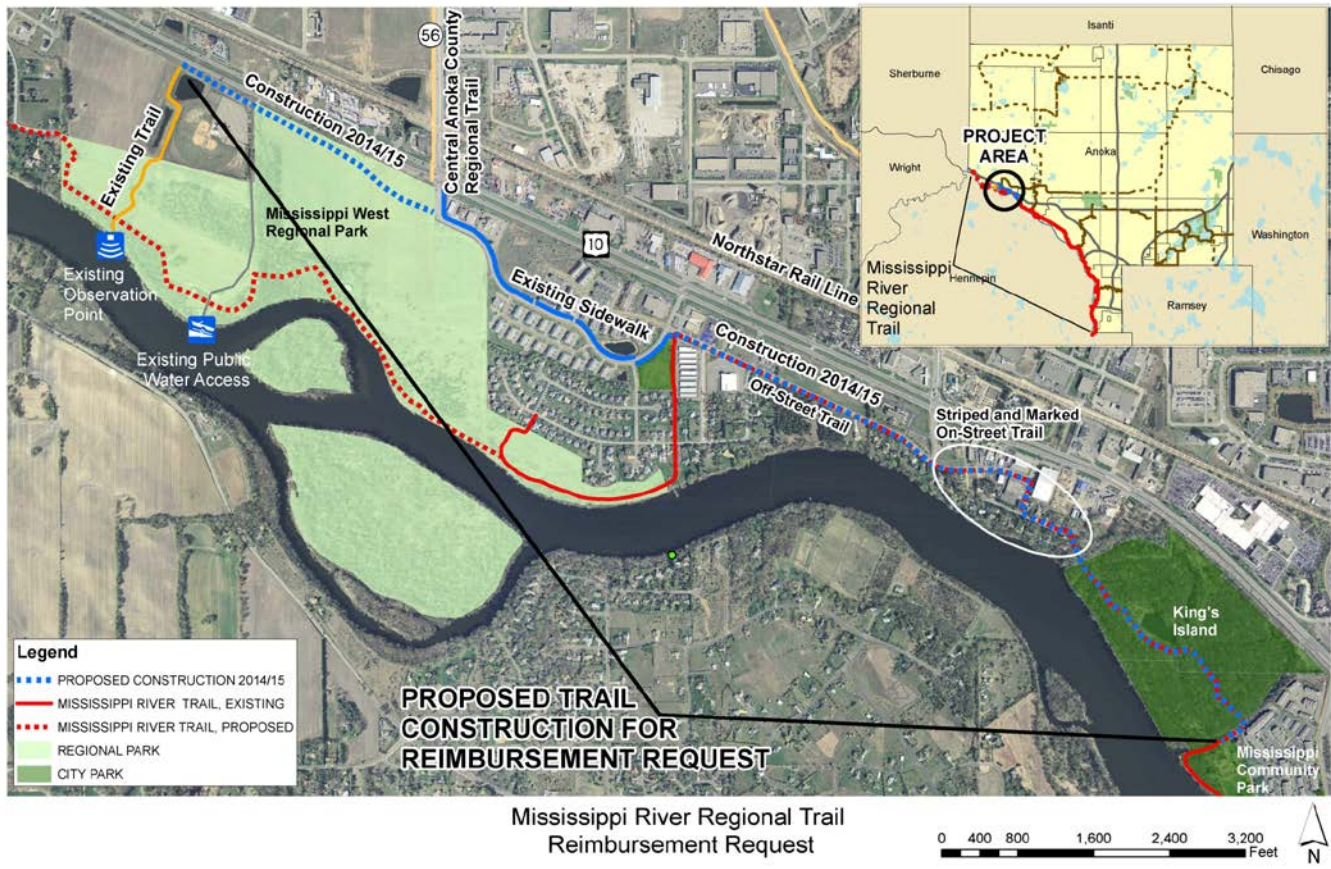 56
Central Anoka County
Regional Trail
Construction 2014/15
Existing Trail
Mississippi West
Regional Park
Existing
Observation
Point
Existing Public
Water Access
10
Existing Sidewalk
Northstar Rail Line
Construction 2014/15
Off-Street Trail
Striped and Marked
On-Street Trail
King's
Island
Mississippi
Community
Park
PROPOSED TRAIL
CONSTRUCTION FOR
REIMBURSEMENT REQUEST
Isanti
Sherburne
Chisago
PROJECT
AREA
Anoka
Wright
Washington
Hennepin
Mississippi
River
Regional
Trail
Ramsey
Legend
PROPOSED CONSTRUCTION 2014/15
MISSISSIPPI RIVER TRAIL, EXISTING
MISSISSIPPI RIVER TRAIL, PROPOSED
REGIONAL PARK
CITY PARK
Mississippi River Regional Trail
Reimbursement Request
0 400 800 1,600 2,400 3,200
Feet
N